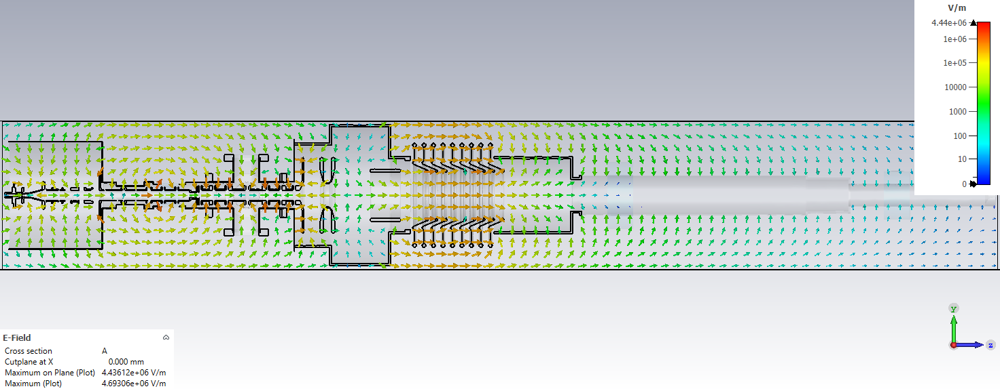 V/m
4.44e+06
1e+06
1e+05
10000
1000
100
10
0
y
z
E-Field
Cross section A
Cutplane at X 0.000 mm
Maximum on Plane (Plot) 4.43612e+06 V/m
Maximum (Plot) 4.69306e+06 V/m